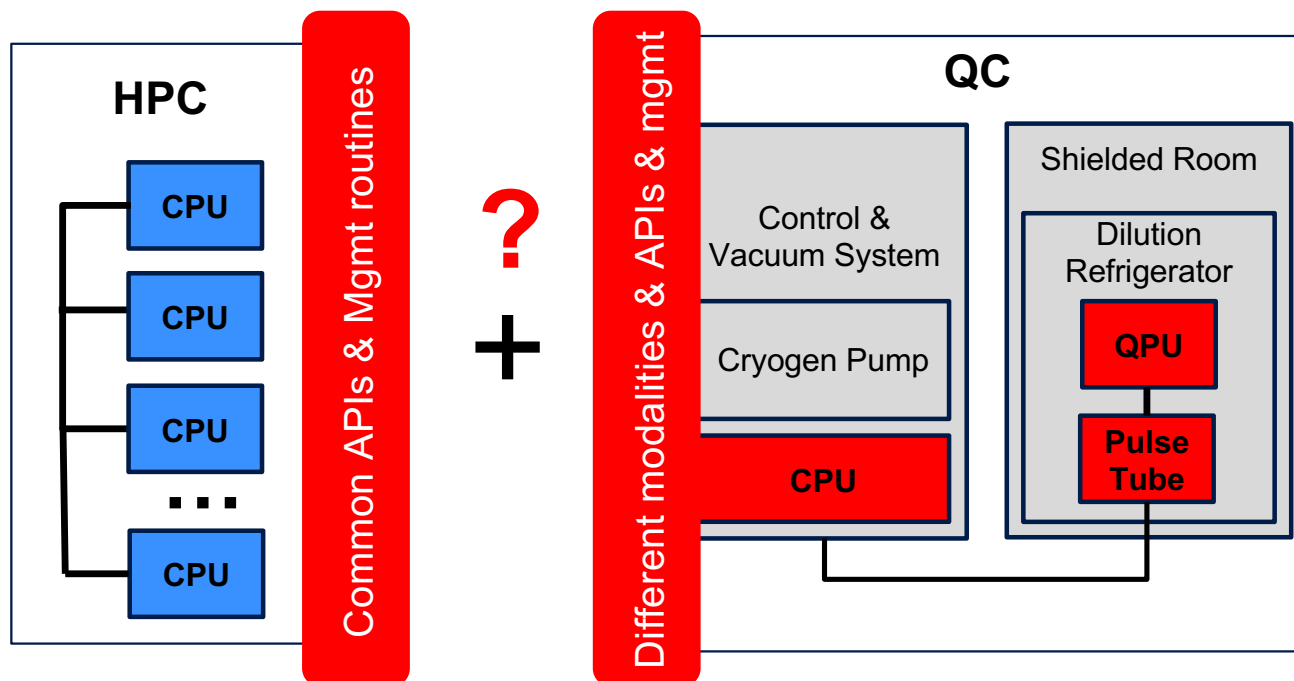 HPC
CPU
CPU
CPU
...
CPU
Common APIs & Mgmt routines
?
+
Different modalities & APIs & mgmt
QC
Control &
Vacuum System
Cryogen Pump
CPU
Shielded Room
Dilution
Refrigerator
QPU
Pulse
Tube